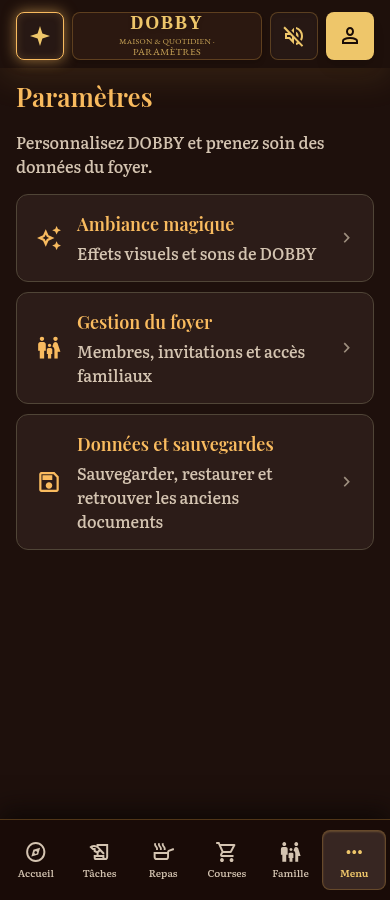 DOBBY
MAISON & QUOTIDIEN ·
PARAMÈTRES
Paramètres
Personnalisez DOBBY et prenez soin des
données du foyer.
Ambiance magique
Effets visuels et sons de DOBBY
Gestion du foyer
Membres, invitations et accès
familiaux
Données et sauvegardes
Sauvegarder, restaurer et
retrouver les anciens
documents
Accueil Tâches Repas Courses Famille Menu